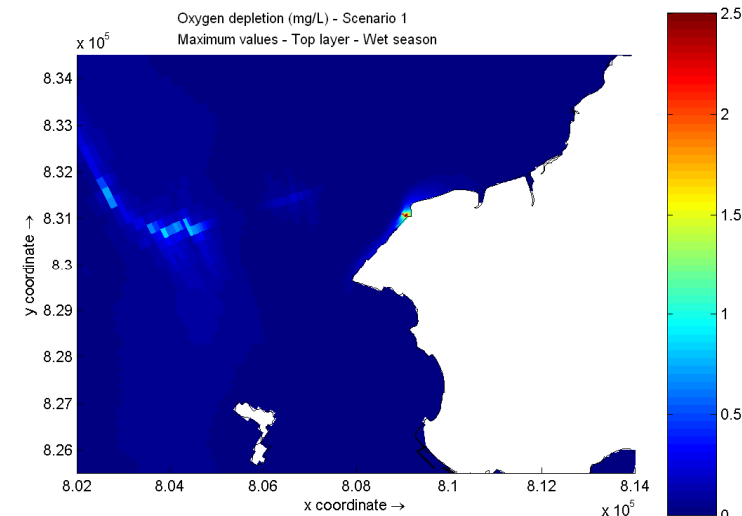 Oxygen depletion (mg/L) - Scenario 1
Maximum values - Top layer - Wet season
x 10^5
8.34
8.33
8.32
8.31
8.3
8.29
8.28
8.27
8.26
y coordinate →
8.02 8.04 8.06 8.08 8.1 8.12 8.14
x coordinate →
x 10^5
2.5
2
1.5
1
0.5
0